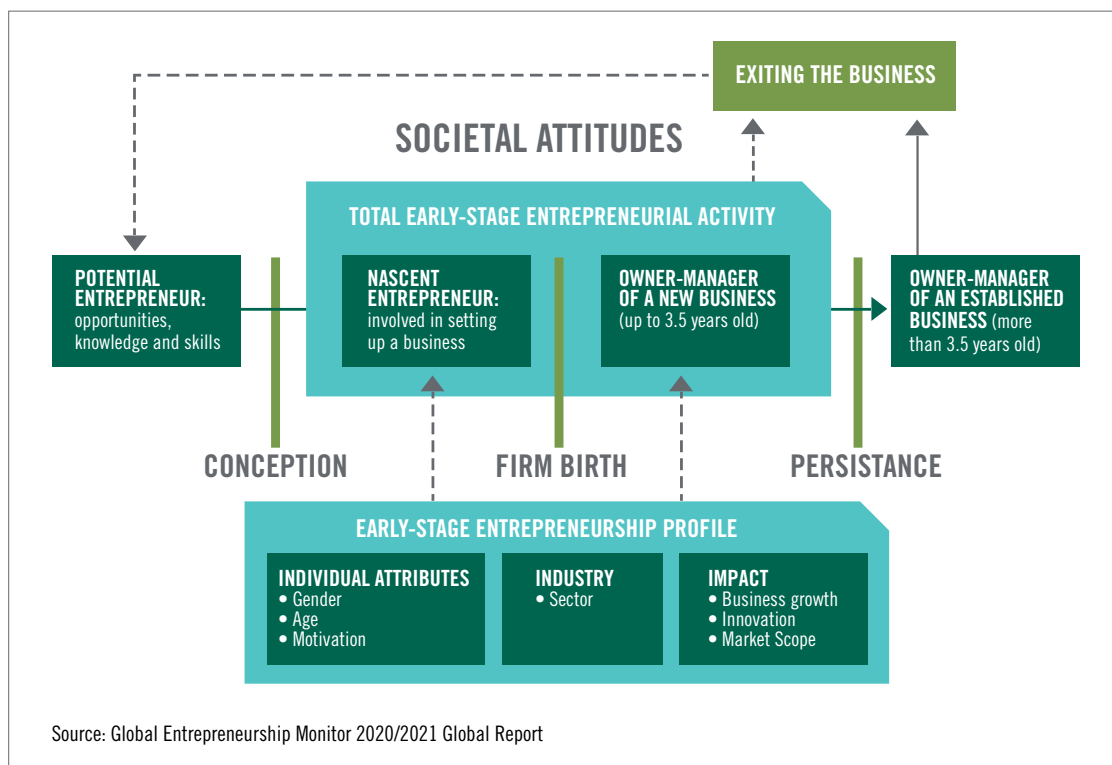 EXITING THE BUSINESS
SOCIETAL ATTITUDES
TOTAL EARLY-STAGE ENTREPRENEURIAL ACTIVITY
POTENTIAL
ENTREPRENEUR:
opportunities,
knowledge and skills
NASCENT
ENTREPRENEUR:
involved in setting
up a business
OWNER-MANAGER
OF A NEW BUSINESS
(up to 3.5 years old)
OWNER-MANAGER
OF AN ESTABLISHED
BUSINESS (more
than 3.5 years old)
CONCEPTION
FIRM BIRTH
PERSISTANCE
EARLY-STAGE ENTREPRENEURSHIP PROFILE
INDIVIDUAL ATTRIBUTES
• Gender
• Age
• Motivation
INDUSTRY
• Sector
IMPACT
• Business growth
• Innovation
• Market Scope
Source: Global Entrepreneurship Monitor 2020/2021 Global Report